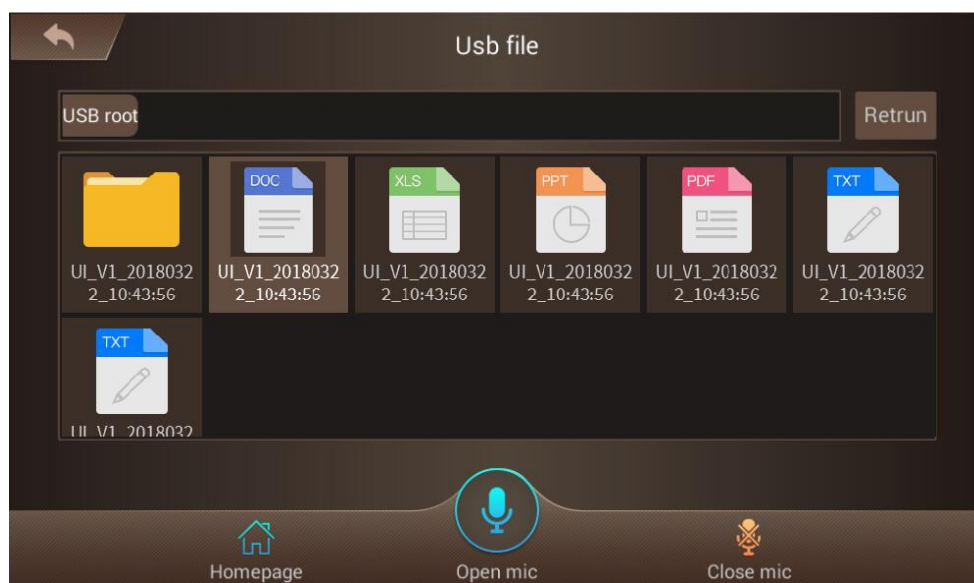 Usb file
USB root
Retrun
DOC
XLS
PPT
PDF
TXT
UI_V1_2018032
2_10:43:56
UI_V1_2018032
2_10:43:56
UI_V1_2018032
2_10:43:56
UI_V1_2018032
2_10:43:56
UI_V1_2018032
2_10:43:56
UI_V1_2018032
2_10:43:56
TXT
UI_V1_2018032
Homepage
Open mic
Close mic